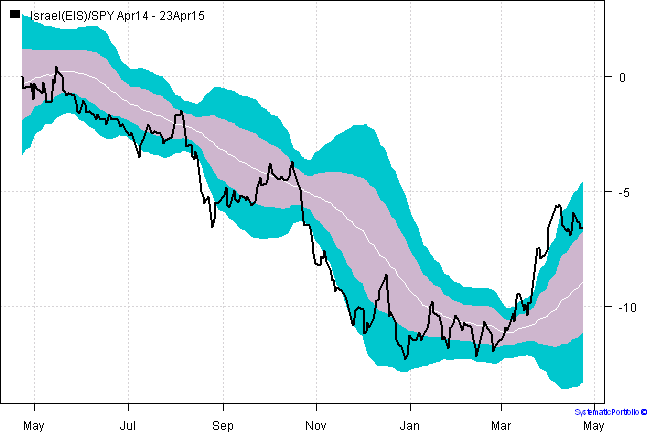 Israel(EIS)/SPY Apr14 - 23Apr15
0
-5
-10
May Jul Sep Nov Jan Mar May
SystematicPortfolio ©